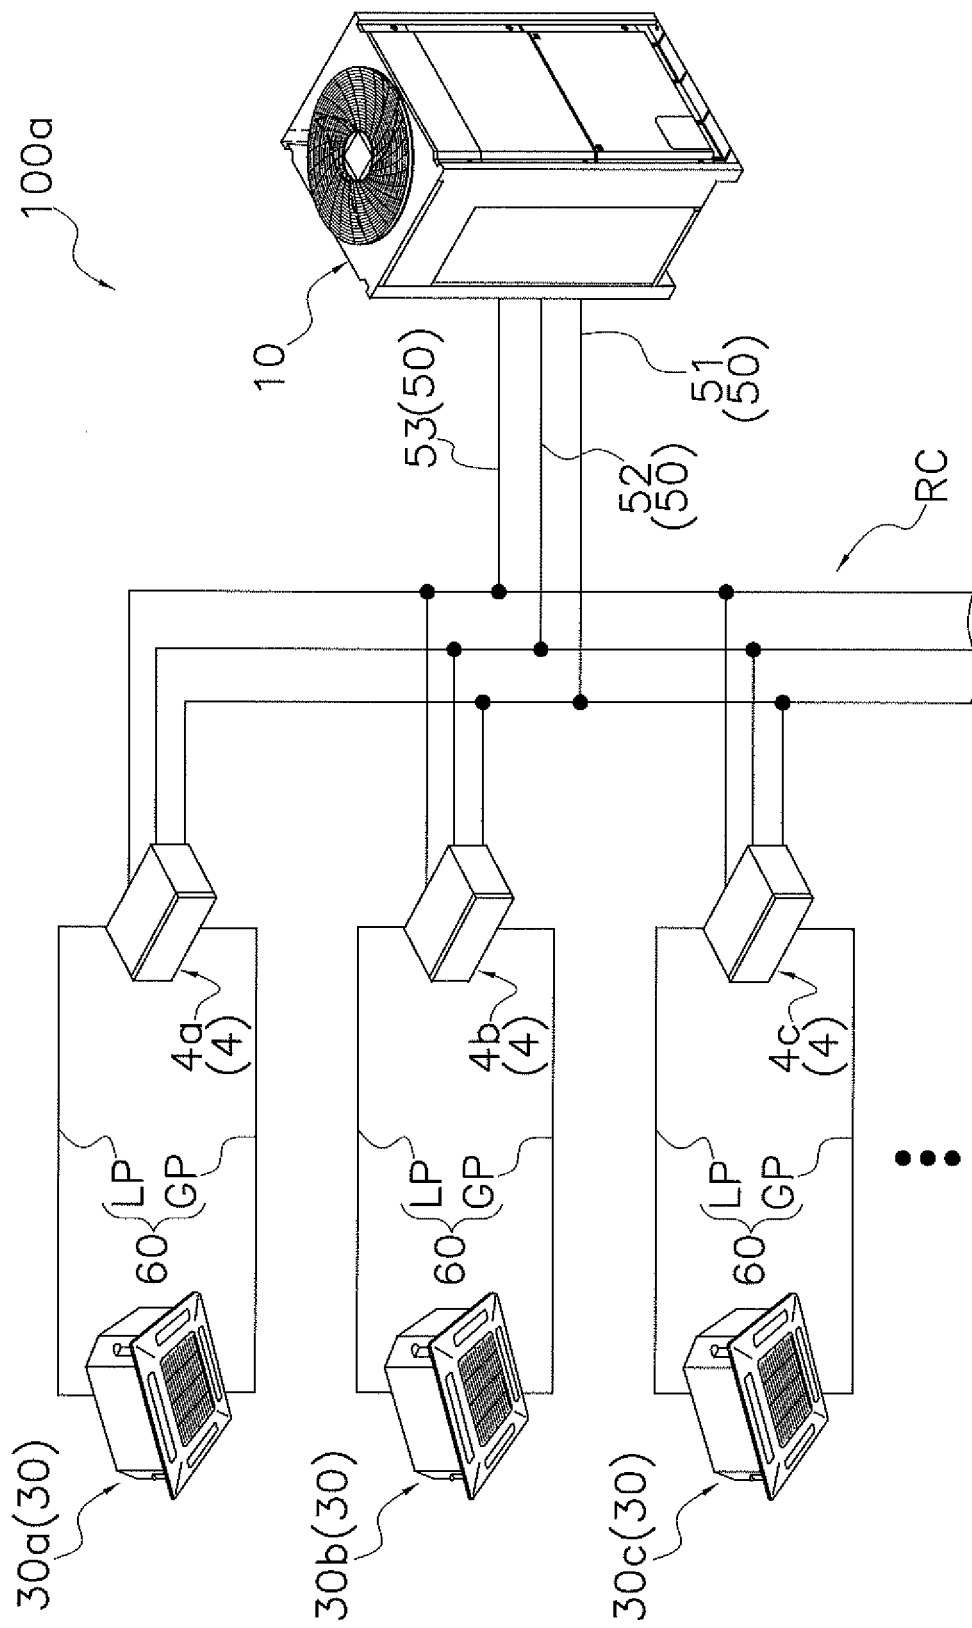 100a
10
53(50)
52
(50)
51
(50)
RC
4a
(4)
4b
(4)
4c
(4)
LP
GP
60
LP
GP
60
LP
GP
60
30a(30)
30b(30)
30c(30)